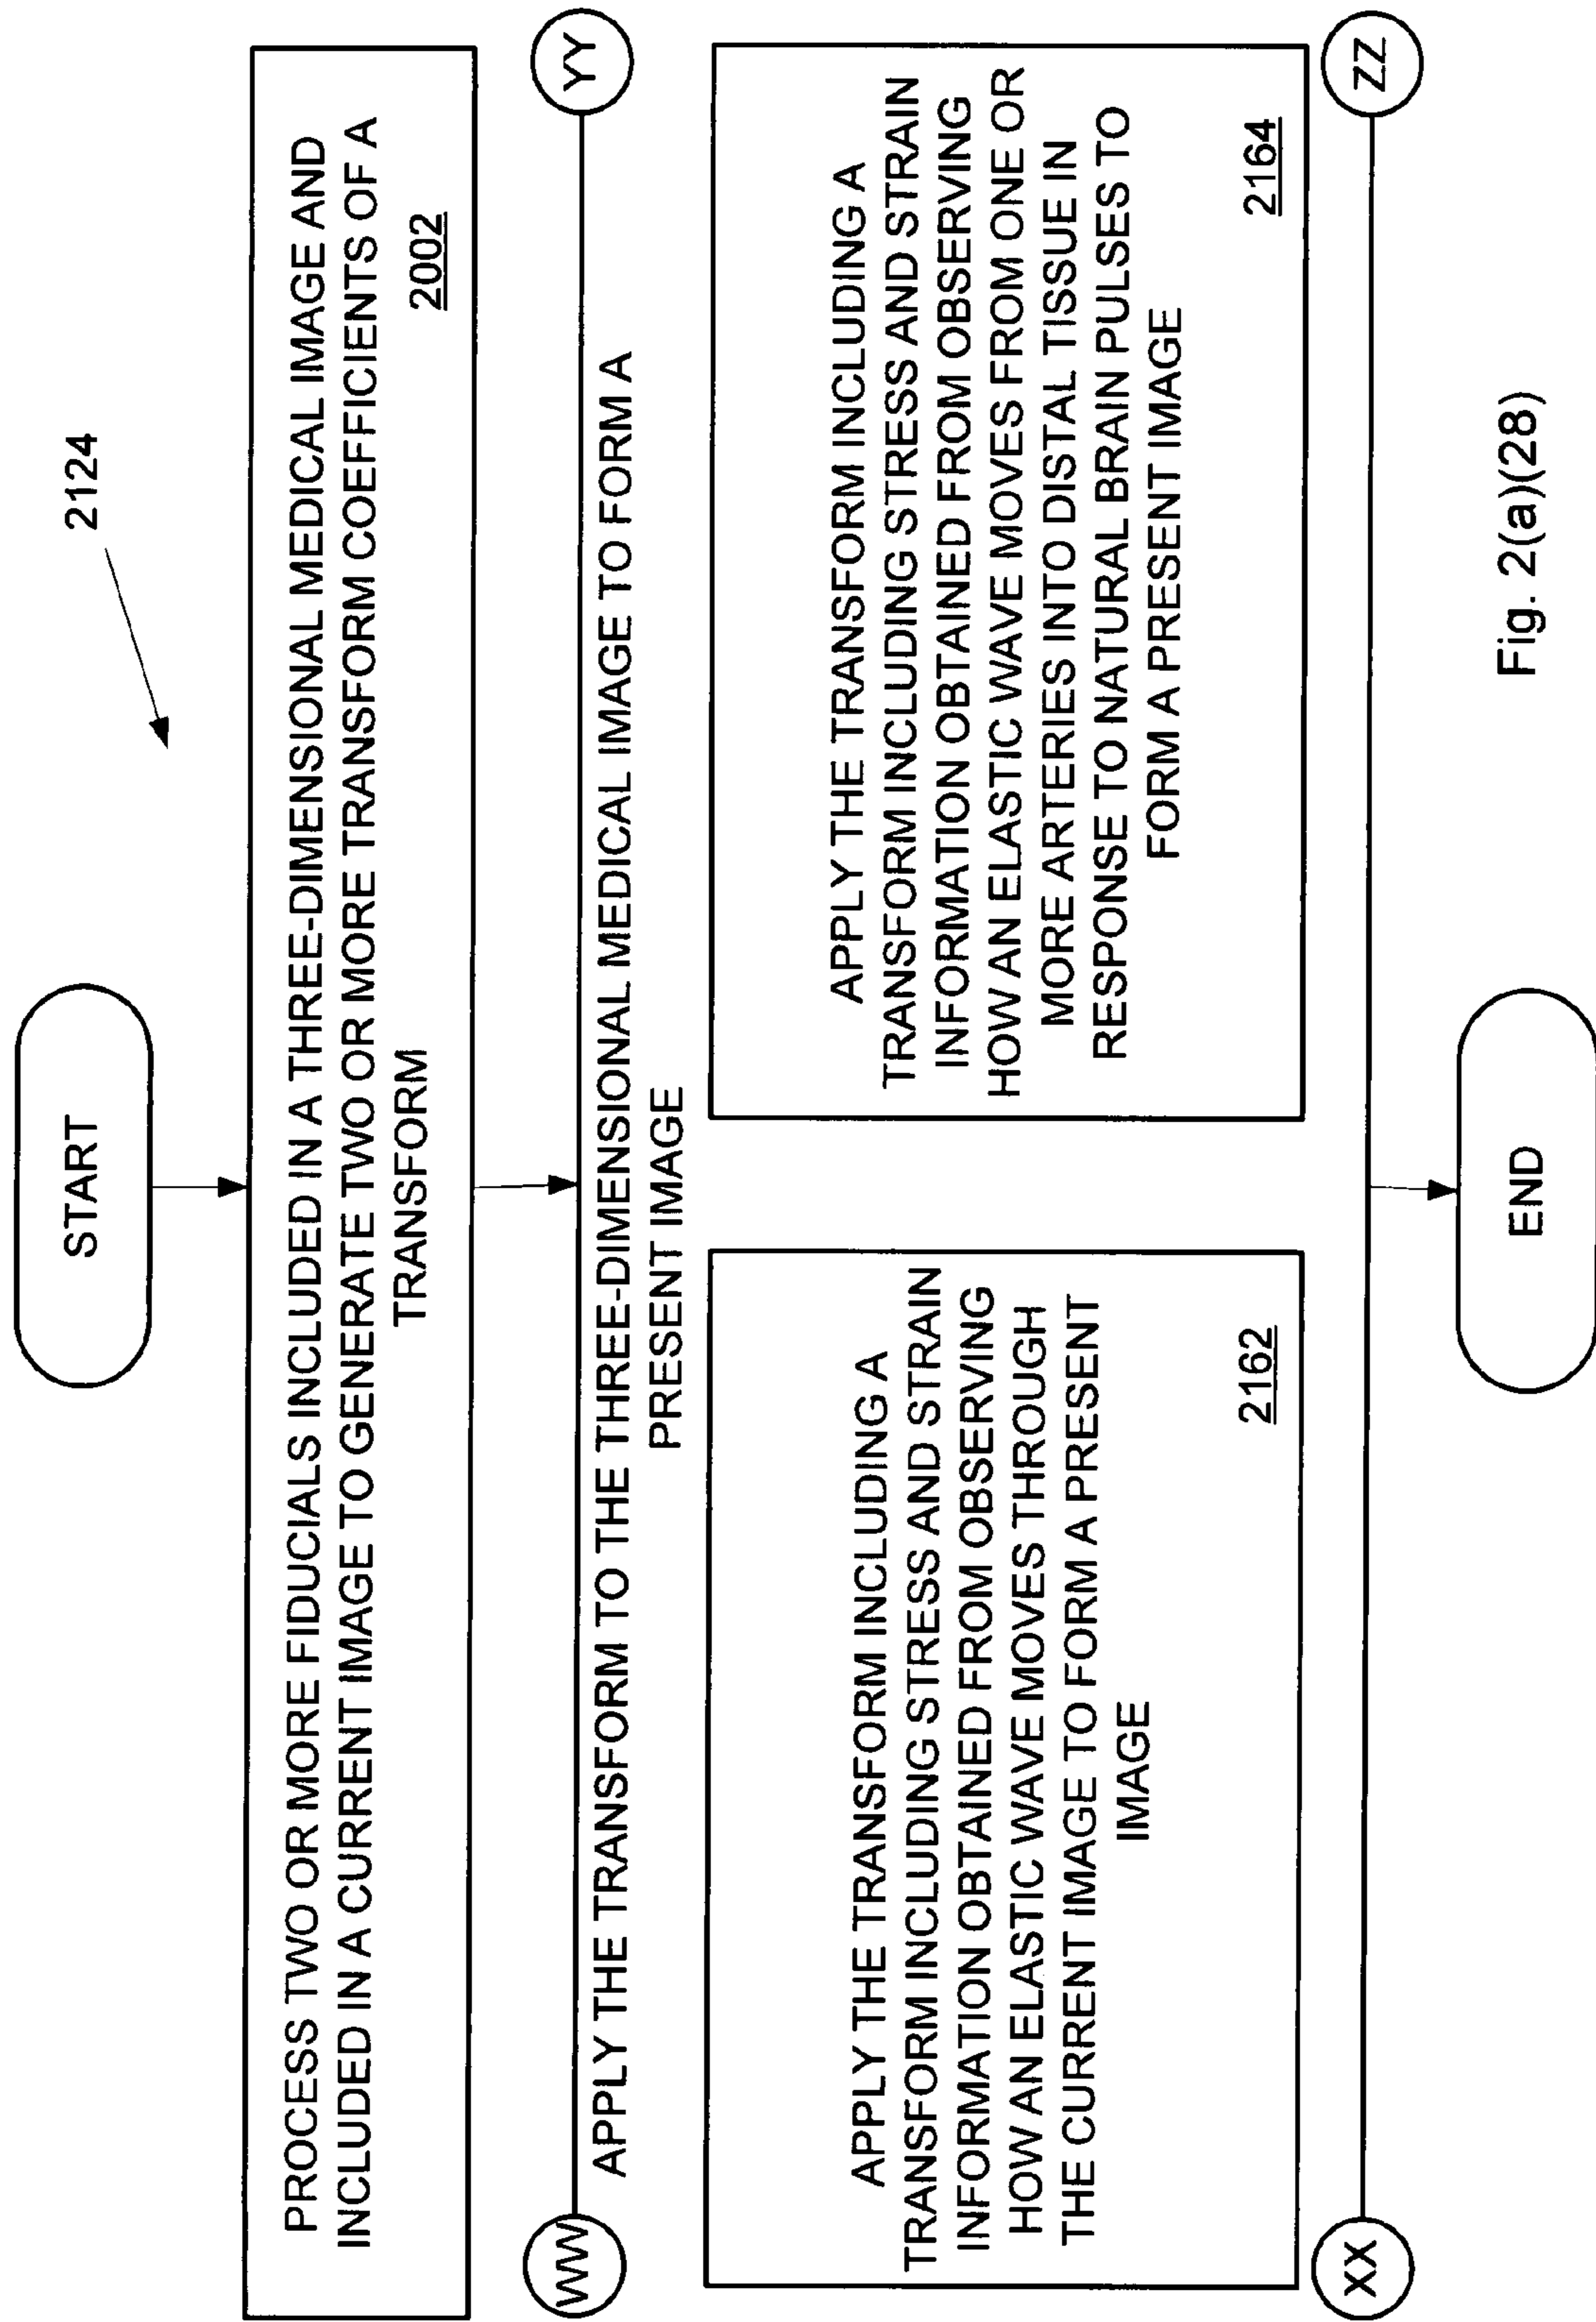 2124
START
PROCESS TWO OR MORE FIDUCIALS INCLUDED IN A THREE-DIMENSIONAL MEDICAL IMAGE AND
INCLUDED IN A CURRENT IMAGE TO GENERATE TWO OR MORE TRANSFORM COEFFICIENTS OF A
TRANSFORM
2002
WW
YY
APPLY THE TRANSFORM TO THE THREE-DIMENSIONAL MEDICAL IMAGE TO FORM A
PRESENT IMAGE
APPLY THE TRANSFORM INCLUDING A
TRANSFORM INCLUDING STRESS AND STRAIN
INFORMATION OBTAINED FROM OBSERVING
HOW AN ELASTIC WAVE MOVES THROUGH
THE CURRENT IMAGE TO FORM A PRESENT
IMAGE
2162
APPLY THE TRANSFORM INCLUDING A
TRANSFORM INCLUDING STRESS AND STRAIN
INFORMATION OBTAINED FROM OBSERVING
HOW AN ELASTIC WAVE MOVES FROM ONE OR
MORE ARTERIES INTO DISTAL TISSUE IN
RESPONSE TO NATURAL BRAIN PULSES TO
FORM A PRESENT IMAGE
2164
XX
ZZ
END
Fig. 2(a)(28)